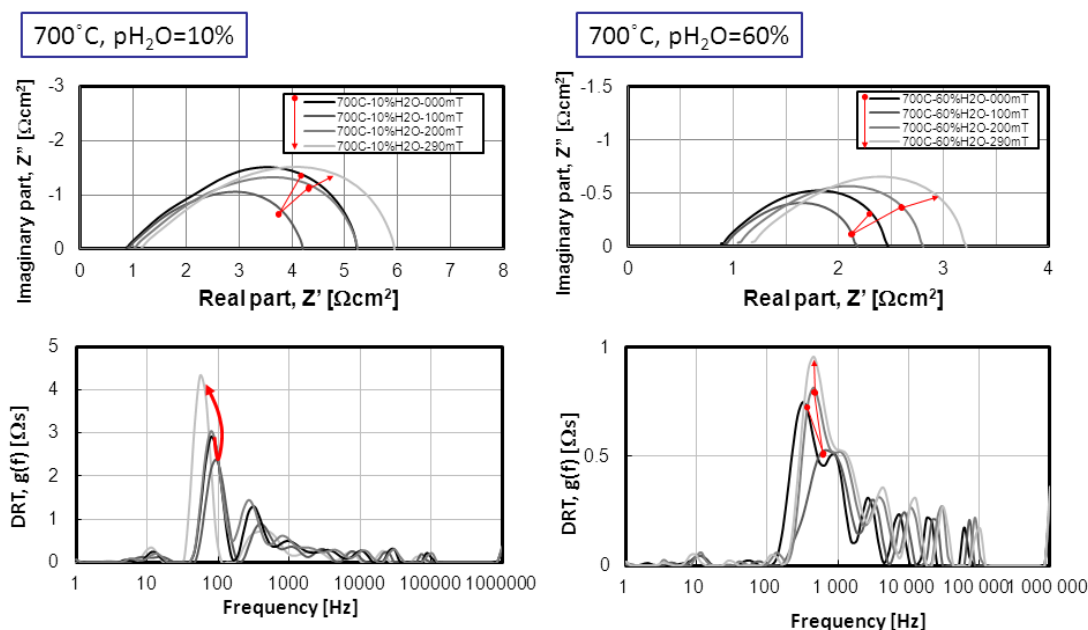 700˚C, pH₂O=10%
700˚C, pH₂O=60%
Imaginary part, Z" [Ωcm²]
-3
-2
-1
0
700C-10%H2O-000mT
700C-10%H2O-100mT
700C-10%H2O-200mT
700C-10%H2O-290mT
0 1 2 3 4 5 6 7 8
Real part, Z' [Ωcm²]
Imaginary part, Z" [Ωcm²]
-1.5
-1
-0.5
0
700C-60%H2O-000mT
700C-60%H2O-100mT
700C-60%H2O-200mT
700C-60%H2O-290mT
0 1 2 3 4
Real part, Z' [Ωcm²]
DRT, g(f) [Ωs]
5
4
3
2
1
0
1 10 100 1000 10000 100000 1000000
Frequency [Hz]
DRT, g(f) [Ωs]
1
0.5
0
1 10 100 1 000 10 000 100 000 1 000 000
Frequency [Hz]